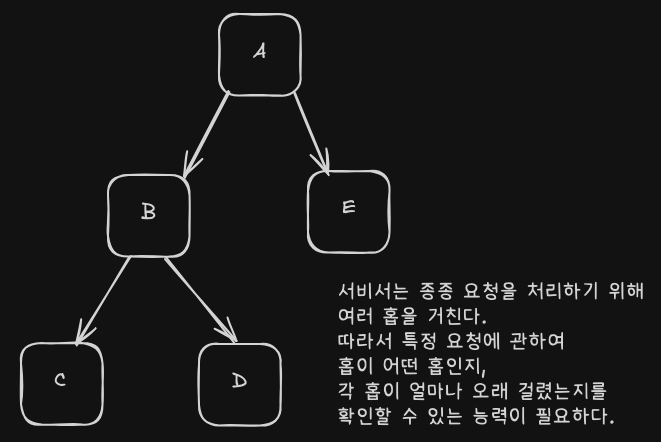 A
B
E
C
D
서비서는 종종 요청을 처리하기 위해
여러 홉을 거친다.
따라서 특정 요청에 관하여
홉이 어떤 홉인지,
각 홉이 얼마나 오래 걸렸는지를
확인할 수 있는 능력이 필요하다.